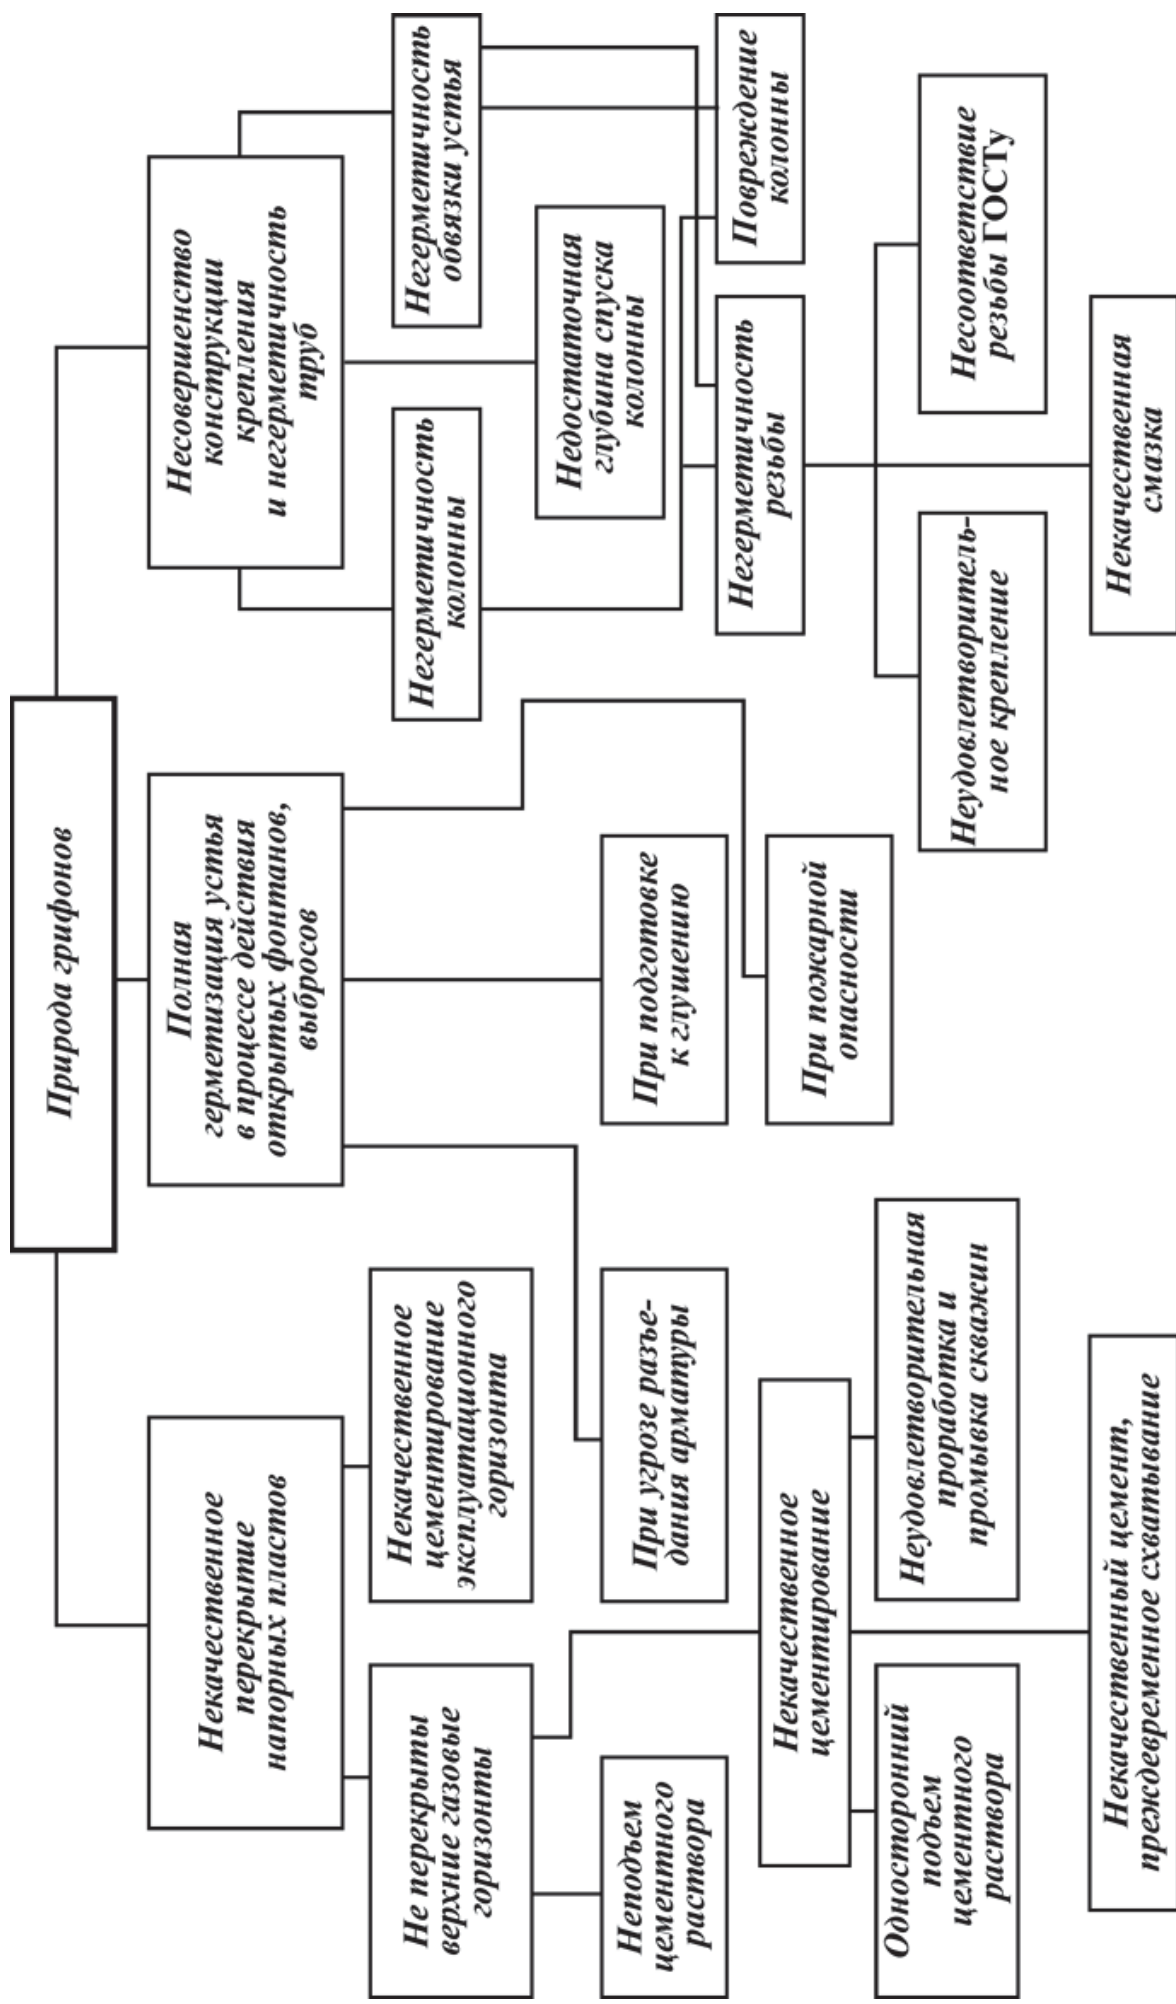 Природа грифонов
Некачественное
перекрытие
напорных пластов
Полная
герметизация устья
в процессе действия
открытых фонтанов,
выбросов
Несовершенство
конструкции
крепления
и негерметичность
труб
Не перекрыты
верхние газовые
горизонты
Некачественное
цементирование
эксплуатационного
горизонта
Негерметичность
колонны
Негерметичность
обвязки устья
Недостаточная
глубина спуска
колонны
Неподъем
цементного
раствора
При угрозе разъе-
дания арматуры
При подготовке
к глушению
При пожарной
опасности
Негерметичность
резьбы
Повреждение
колонны
Некачественное
цементирование
Односторонний
подъем
цементного
раствора
Неудовлетворительная
проработка и
промывка скважин
Неудовлетворитель-
ное крепление
Несоответствие
резьбы ГОСТу
Некачественный цемент,
преждевременное схватывание
Некачественная
смазка